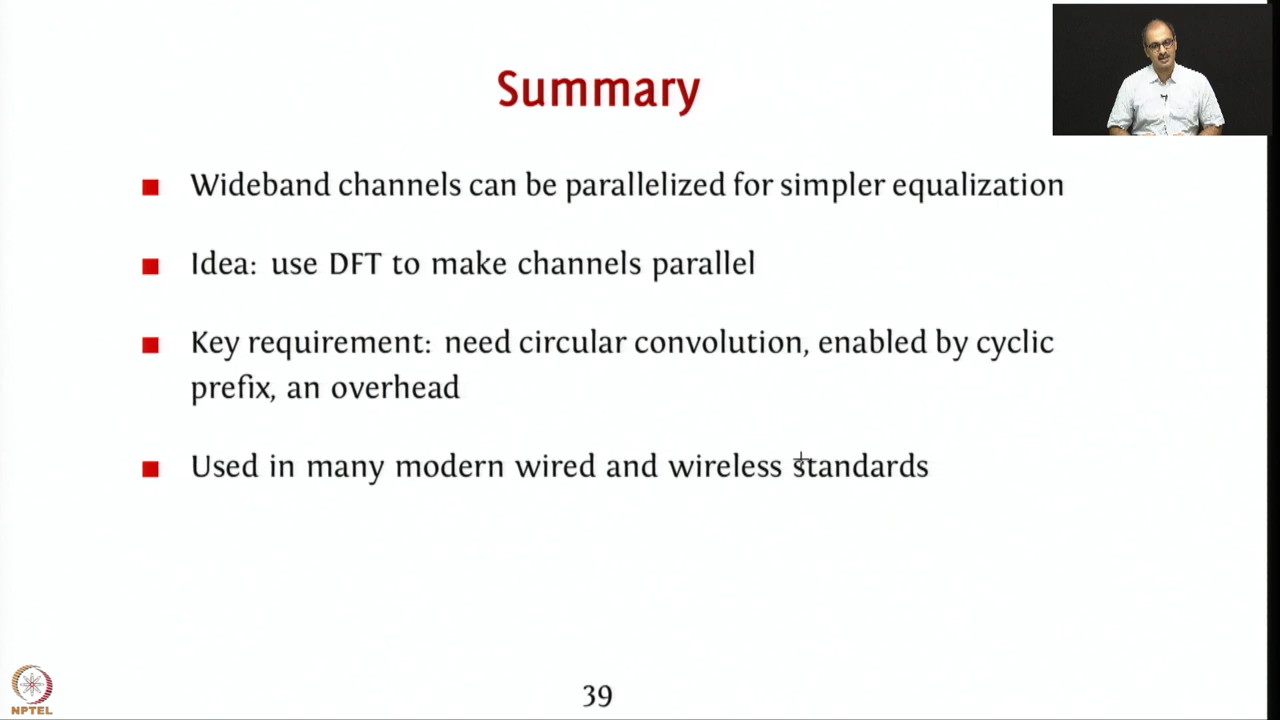 Summary
Wideband channels can be parallelized for simpler equalization
Idea: use DFT to make channels parallel
Key requirement: need circular convolution, enabled by cyclic
prefix, an overhead
Used in many modern wired and wireless standards
NPTEL
39